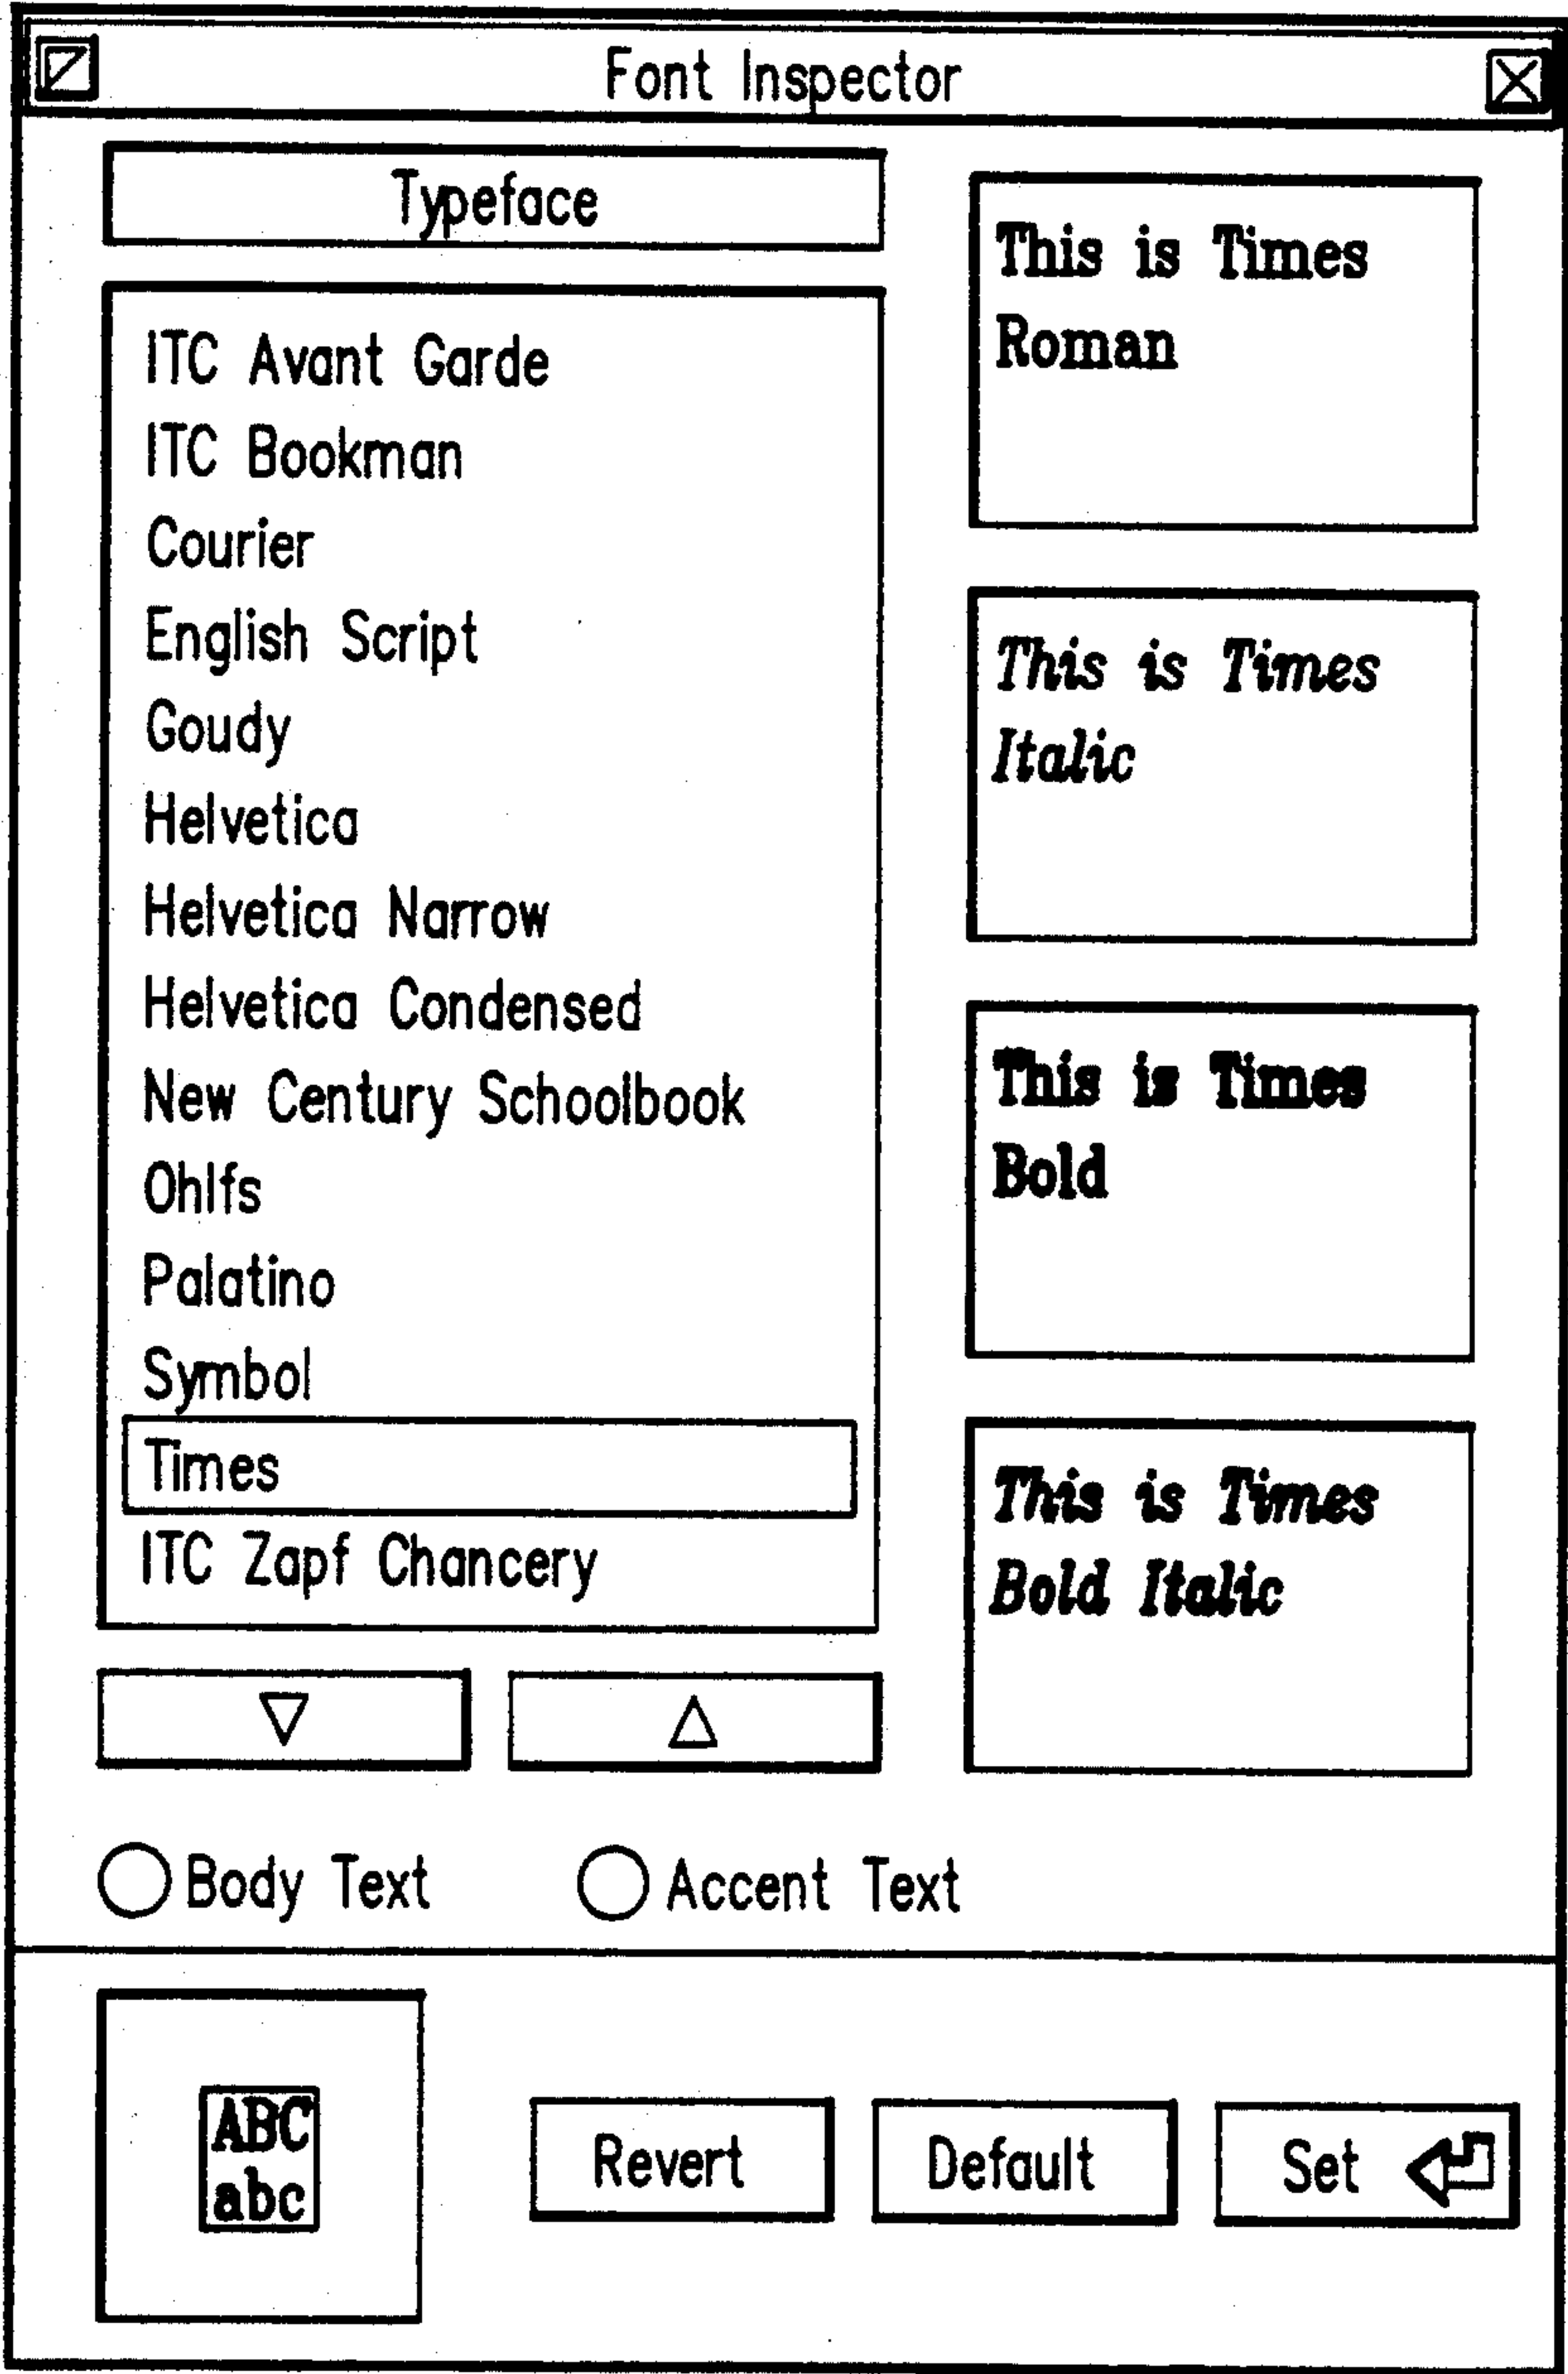 Font Inspector
Typeface
ITC Avant Garde
ITC Bookman
Courier
English Script
Goudy
Helvetica
Helvetica Narrow
Helvetica Condensed
New Century Schoolbook
Ohlfs
Palatino
Symbol
Times
ITC Zapf Chancery
This is Times
Roman
This is Times
Italic
This is Times
Bold
This is Times
Bold Italic
Body Text
Accent Text
ABC
abc
Revert
Default
Set